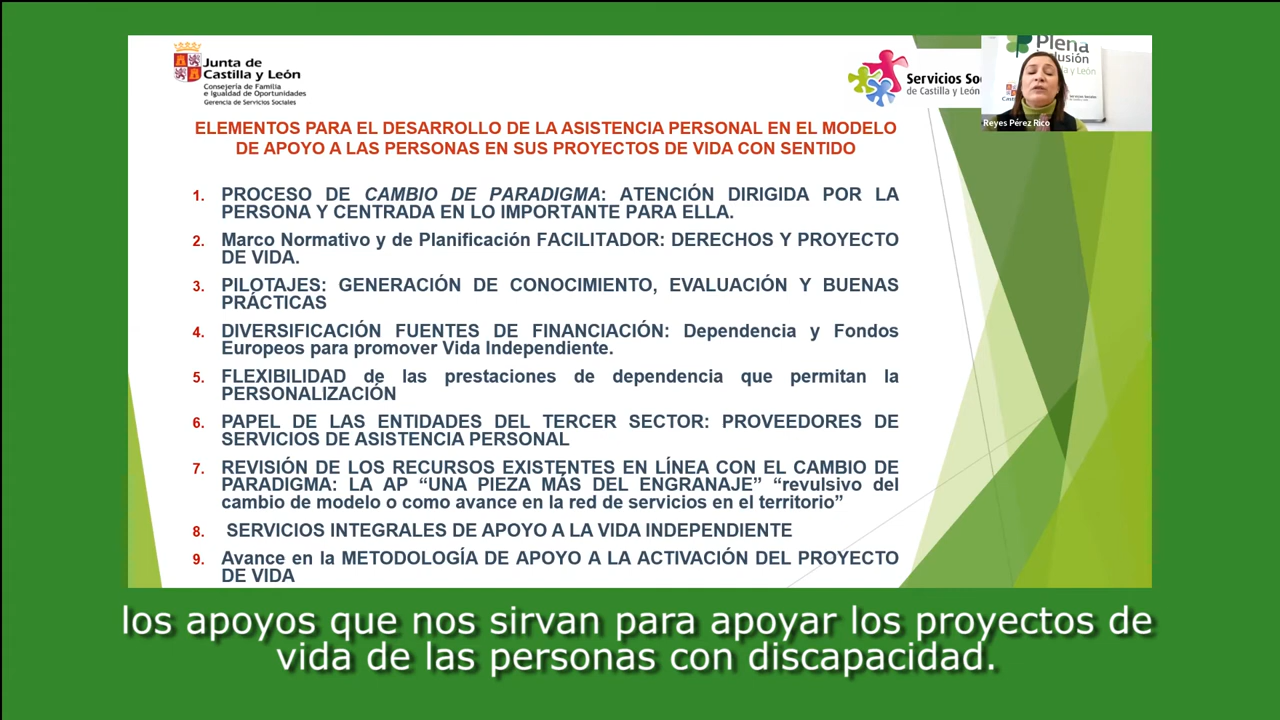 Junta de
Castilla y León
Consejería de Familia
e Igualdad de Oportunidades
Gerencia de Servicios Sociales
Servicios So
de Castilla y León
Plena
inclusión
a y León
Reyes Pérez Rico
ELEMENTOS PARA EL DESARROLLO DE LA ASISTENCIA PERSONAL EN EL MODELO
DE APOYO A LAS PERSONAS EN SUS PROYECTOS DE VIDA CON SENTIDO
1. PROCESO DE CAMBIO DE PARADIGMA: ATENCIÓN DIRIGIDA POR LA
PERSONA Y CENTRADA EN LO IMPORTANTE PARA ELLA.
2. Marco Normativo y de Planificación FACILITADOR: DERECHOS Y PROYECTO
DE VIDA.
3. PILOTAJES: GENERACIÓN DE CONOCIMIENTO, EVALUACIÓN Y BUENAS
PRÁCTICAS
4. DIVERSIFICACIÓN FUENTES DE FINANCIACIÓN: Dependencia y Fondos
Europeos para promover Vida Independiente.
5. FLEXIBILIDAD de las prestaciones de dependencia que permitan la
PERSONALIZACIÓN
6. PAPEL DE LAS ENTIDADES DEL TERCER SECTOR: PROVEEDORES DE
SERVICIOS DE ASISTENCIA PERSONAL
7. REVISIÓN DE LOS RECURSOS EXISTENTES EN LÍNEA CON EL CAMBIO DE
PARADIGMA: LA AP “UNA PIEZA MÁS DEL ENGRANAJE” “revulsivo del
cambio de modelo o como avance en la red de servicios en el territorio”
8. SERVICIOS INTEGRALES DE APOYO A LA VIDA INDEPENDIENTE
9. Avance en la METODOLOGÍA DE APOYO A LA ACTIVACIÓN DEL PROYECTO
DE VIDA
los apoyos que nos sirvan para apoyar los proyectos de
vida de las personas con discapacidad.